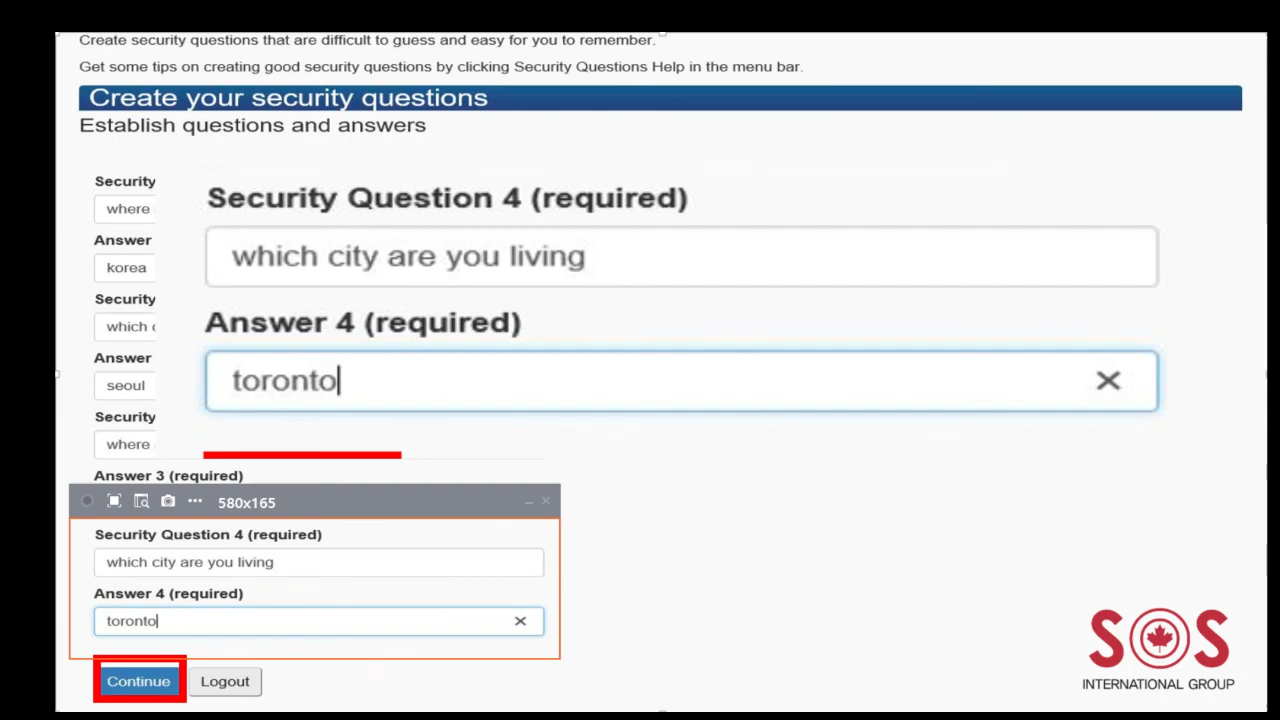 Create security questions that are difficult to guess and easy for you to remember.
Get some tips on creating good security questions by clicking Security Questions Help in the menu bar.
Create your security questions
Establish questions and answers
Security
where
Answer
korea
Security
which
Answer
seoul
Security
where
Security Question 4 (required)
which city are you living
Answer 4 (required)
toronto
Answer 3 (required)
580x165
Security Question 4 (required)
which city are you living
Answer 4 (required)
toronto
Continue Logout
SOS
INTERNATIONAL GROUP